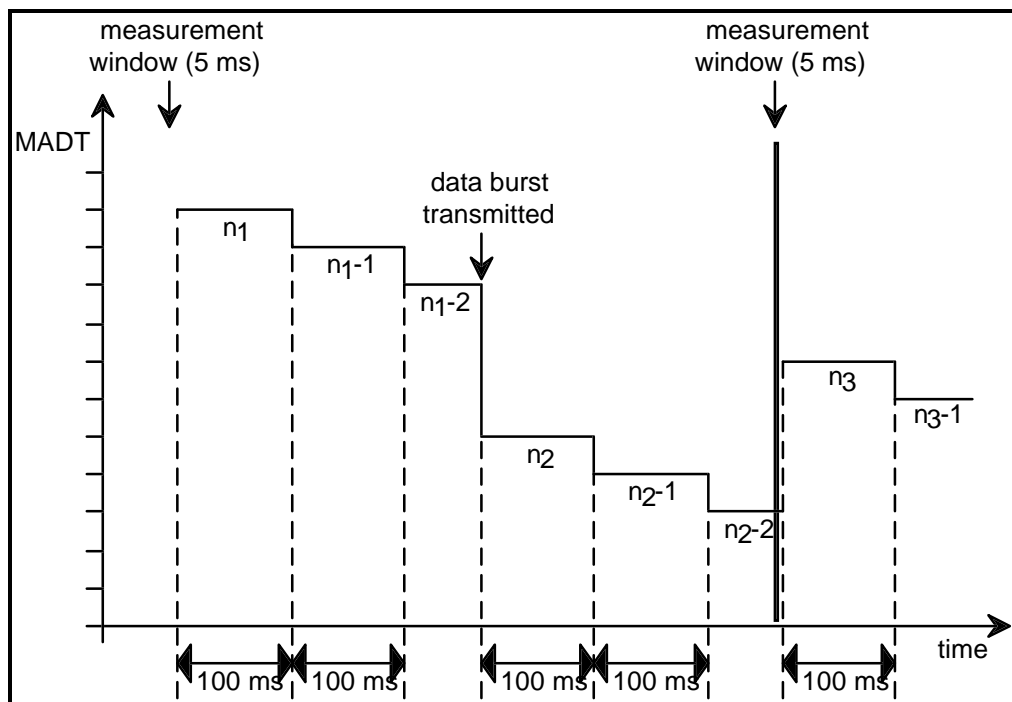 measurement
window (5 ms)
measurement
window (5 ms)
MADT
data burst
transmitted
n1
n1-1
n1-2
n2
n2-1
n2-2
n3
n3-1
time
100 ms
100 ms
100 ms
100 ms
100 ms